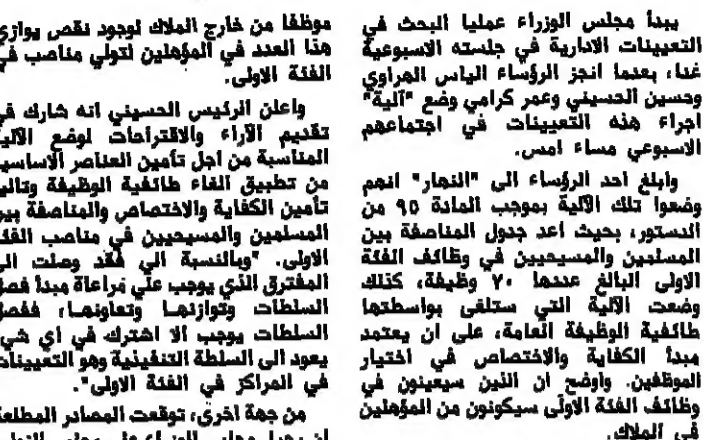 يبدأ مجلس الوزراء عمليا البحث في
التعيينات الادارية في جلسته الاسبوعية
غدا، بعدما انجز الرؤساء الياس الهراوي
وحسين الحسيني وعمر كرامي وضع "آلية"
اجراء هذه التعيينات في اجتماعهم
الاسبوعي مساء امس.
وأبلغ احد الرؤساء الى "النهار" انهم
وضعوا تلك الآلية بموجب المادة ٩٥ من
الدستور، بحيث اعد جدول المناصفة بين
المسلمين والمسيحيين في وظائف الفئة
الاولى البالغ عددها ٧٠ وظيفة، كذلك
وضعت الآلية التي ستلغى بواسطتها
طائفية الوظيفة العامة، على ان يعتمد
مبدأ الكفاية والاختصاص في اختيار
الموظفين. واوضح ان الذين سيعينون في
وظائف الفئة الاولى سيكونون من المؤهلين
في الملاك.
موظفا من خارج الملاك لوجود نقص يوازي
هذا العدد في المؤهلين لتولي مناصب في
الفئة الاولى.
واعلن الرئيس الحسيني انه شارك في
تقديم الآراء والاقتراحات لوضع الآلية
المناسبة من اجل تأمين العناصر الاساسية
من تطبيق الغاء طائفية الوظيفة وتاليا
تأمين الكفاية والاختصاص والمناصفة بين
المسلمين والمسيحيين في مناصب الفئة
الاولى. "وبالنسبة الي فقد وصلت الى
المفترق الذي يوجب علي مراعاة مبدأ فصل
السلطات وتوازنها وتعاونها، ففصل
السلطات يوجب ألا اشترك في أي شيء
يعود الى السلطة التنفيذية وهو التعيينات
في المراكز في الفئة الاولى".
من جهة اخرى، توقعت المصادر المطلعة